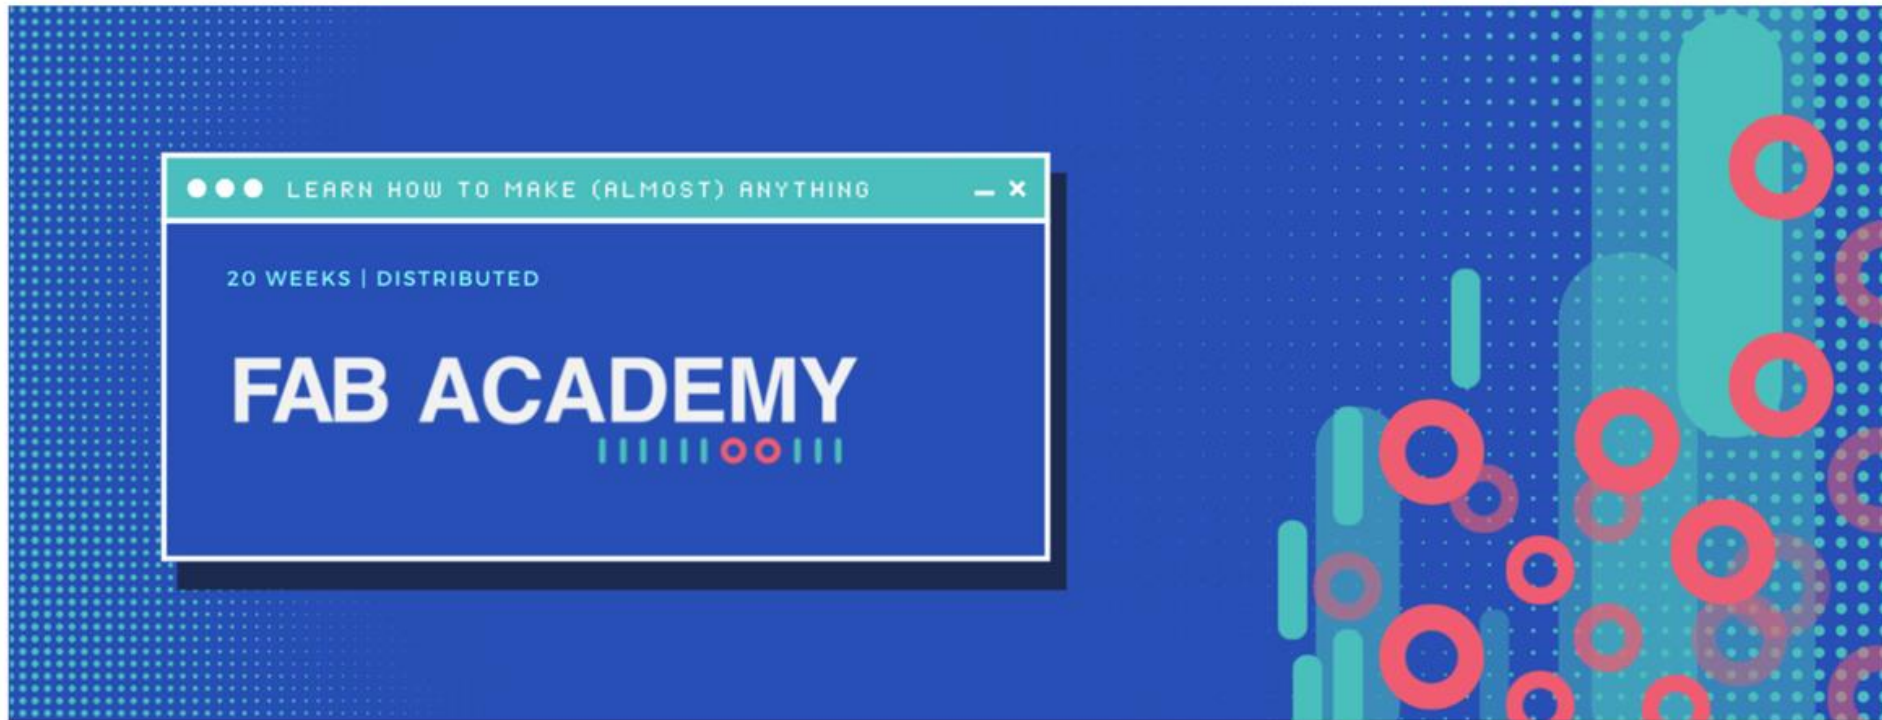 LEARN HOW TO MAKE (ALMOST) ANYTHING
20 WEEKS | DISTRIBUTED
FAB ACADEMY